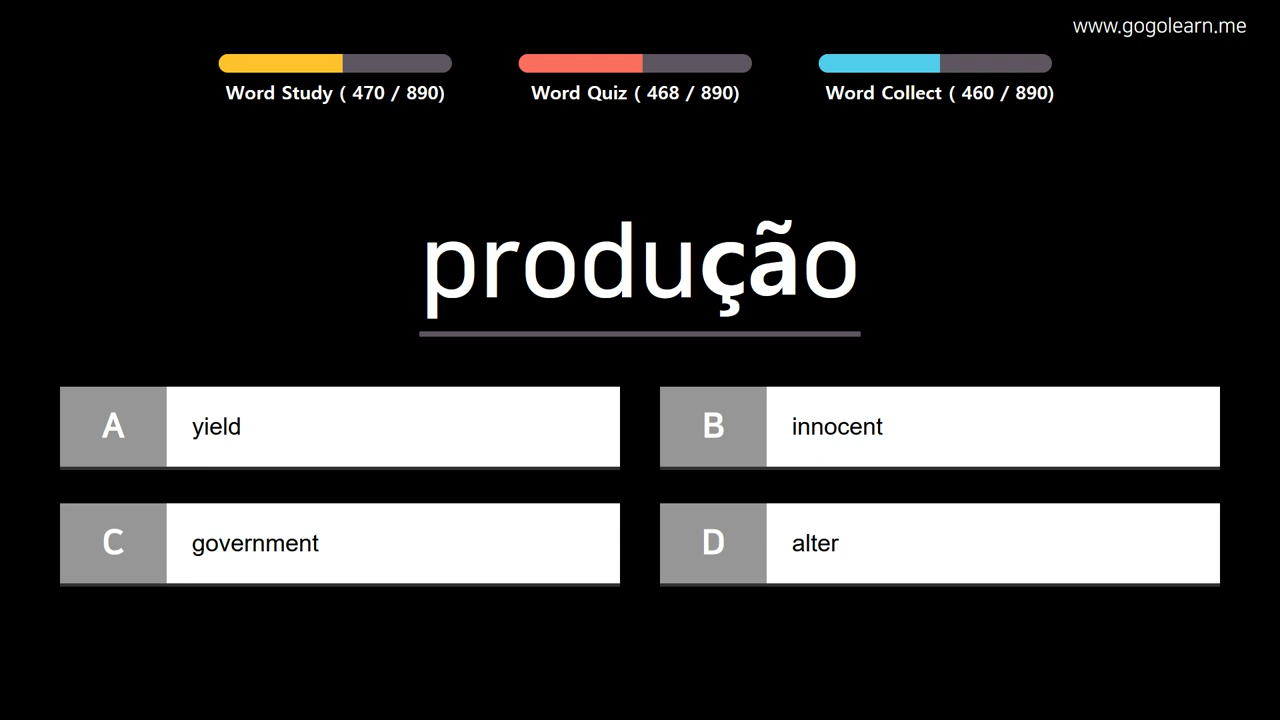 www.gogolearn.me
Word Study ( 470 / 890)
Word Quiz ( 468 / 890)
Word Collect ( 460 / 890)
produção
A yield
B innocent
C government
D alter